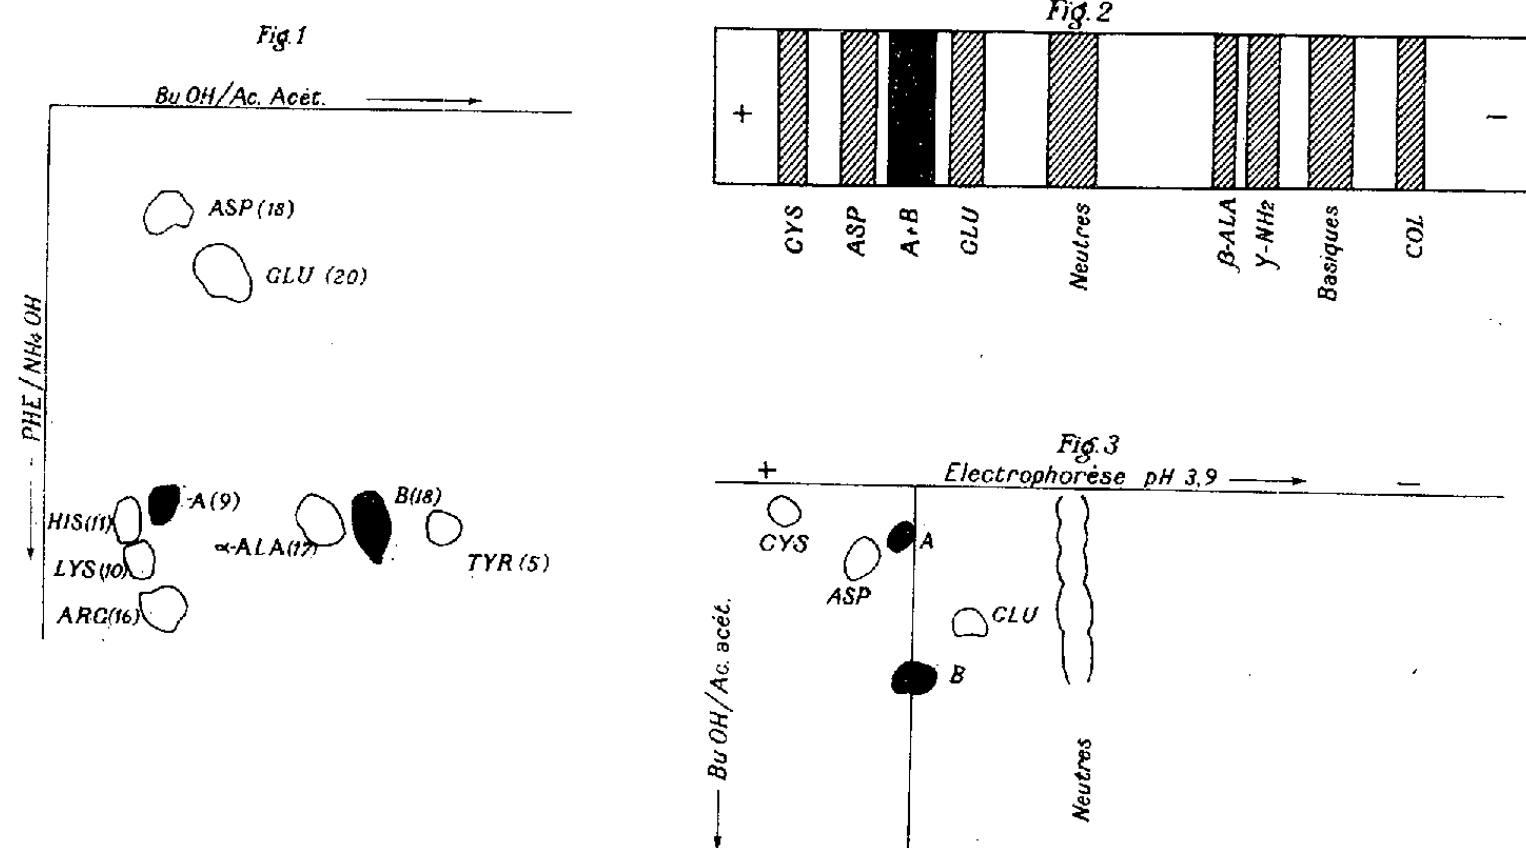 Fig. 1
Bu OH/Ac. Acét.
ASP (18)
GLU (20)
PHE / NH4 OH
HIS (11)
A (9)
α-ALA (17)
B (18)
TYR (5)
LYS (10)
ARG (16)
Fig. 2
+
−
CYS
ASP
A+B
GLU
Neutres
β-ALA
γ-NH2
Basiques
COL
Fig. 3
+
Electrophorèse pH 3,9
−
CYS
A
ASP
GLU
B
Bu OH/Ac. acét.
Neutres